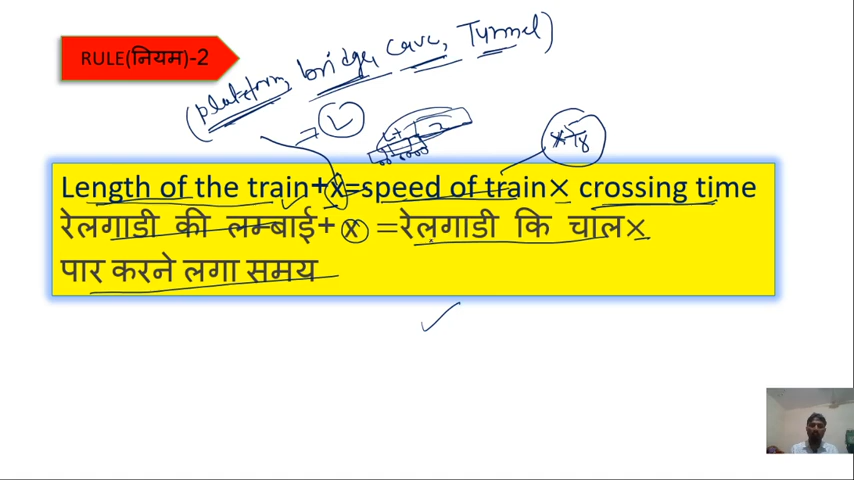 RULE(नियम)-2
(platform, bridge, cave, Tunnel)
→ L
Length of the train+x=speed of train× crossing time
रेलगाडी की लम्बाई+ x =रेलगाडी कि चाल×
पार करने लगा समय